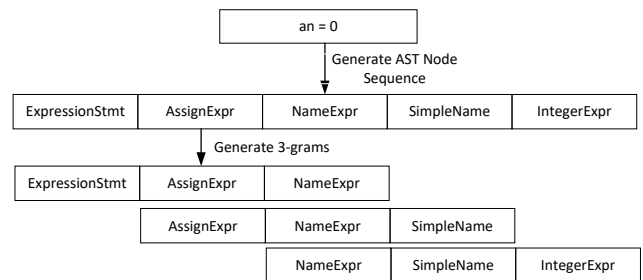 an = 0
Generate AST Node
Sequence
ExpressionStmt AssignExpr NameExpr SimpleName IntegerExpr
Generate 3-grams
ExpressionStmt AssignExpr NameExpr
AssignExpr NameExpr SimpleName
NameExpr SimpleName IntegerExpr